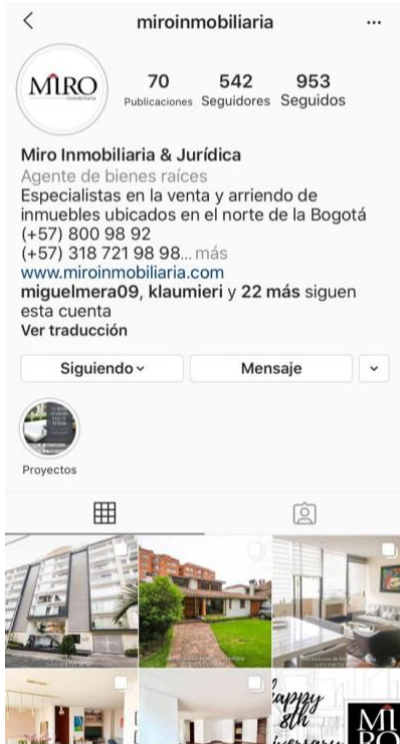 miroinmobiliaria
MIRO
inmobiliaria
70 542 953
Publicaciones Seguidores Seguidos
Miro Inmobiliaria & Jurídica
Agente de bienes raíces
Especialistas en la venta y arriendo de
inmuebles ubicados en el norte de la Bogotá
(+57) 800 98 92
(+57) 318 721 98 98... más
www.miroinmobiliaria.com
miguelmera09, klaumieri y 22 más siguen
esta cuenta
Ver traducción
Siguiendo
Mensaje
Proyectos
happy
8th
MI
RO